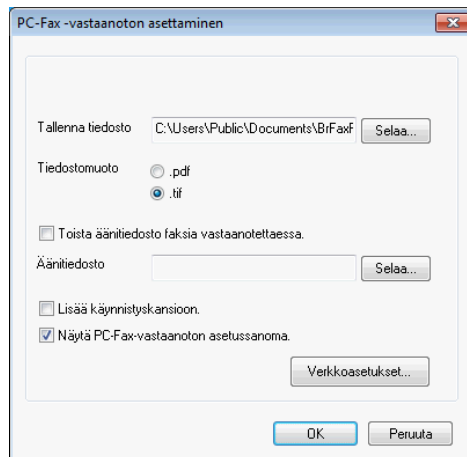 PC-Fax -vastaanoton asettaminen
Tallenna tiedosto C:\Users\Public\Documents\BrFaxF Selaa...
Tiedostomuoto .pdf
.tif
Toista äänitiedosto faksia vastaanotettaessa.
Äänitiedosto Selaa...
Lisää käynnistyskansioon.
Näytä PC-Fax-vastaanoton asetussanoma.
Verkkoasetukset...
OK Peruuta